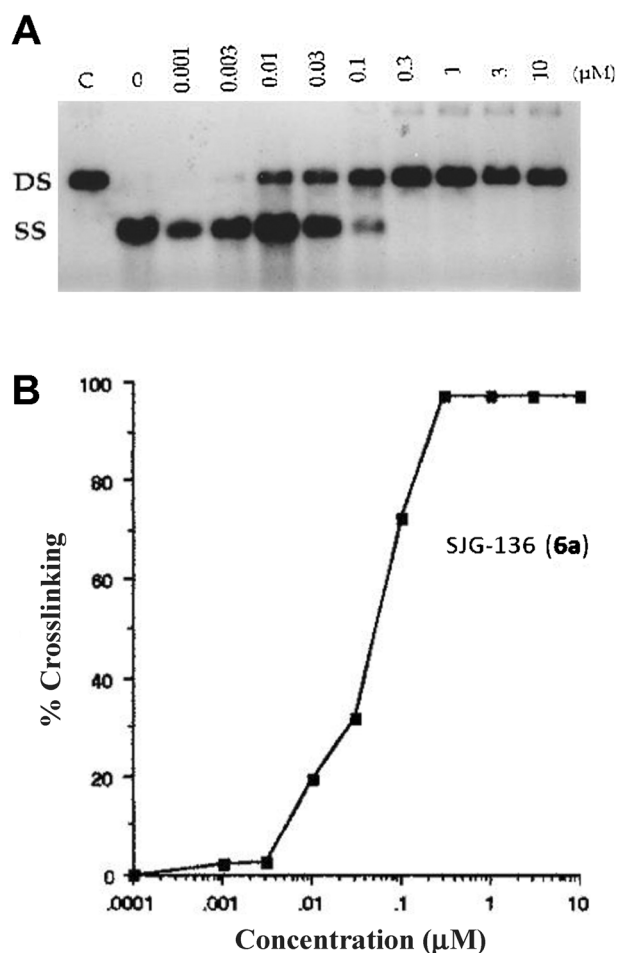 A
C 0 0.001 0.003 0.01 0.03 0.1 0.3 1 3 10 (µM)
DS
SS
B
100
80
60
40
20
0
% Crosslinking
SJG-136 (6a)
.0001 .001 .01 .1 1 10
Concentration (µM)